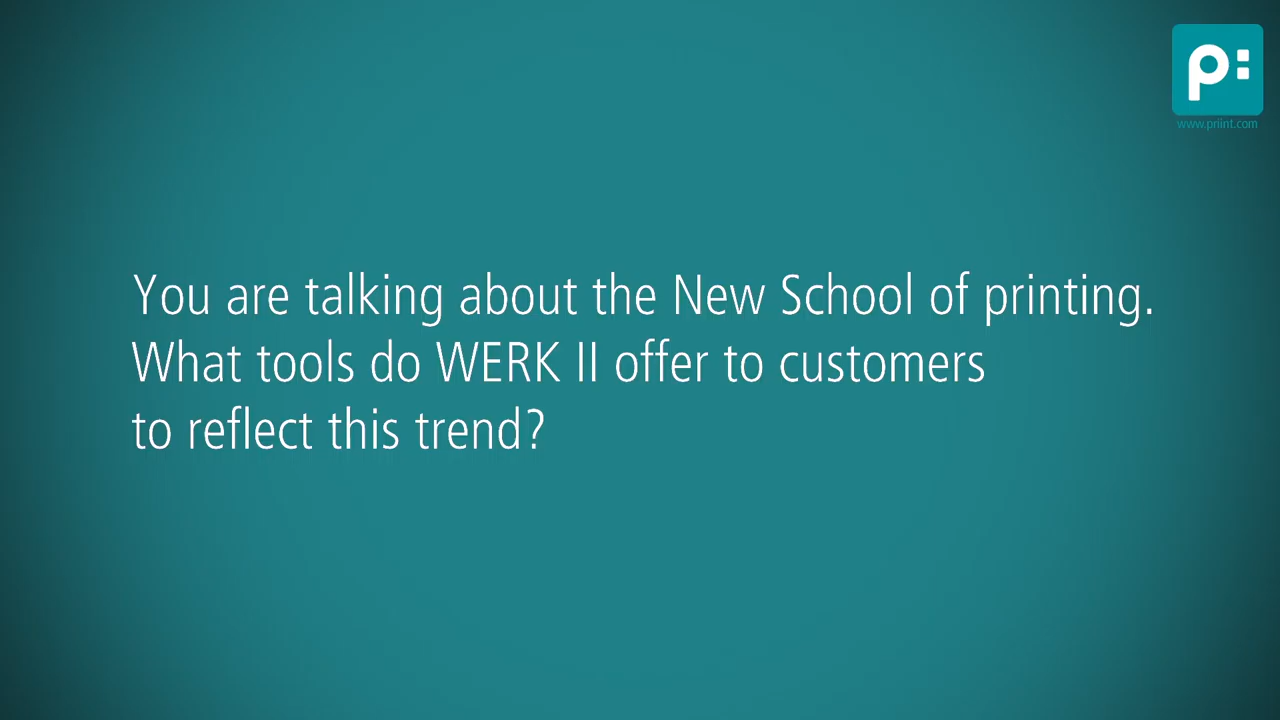 p:
www.priint.com
You are talking about the New School of printing.
What tools do WERK II offer to customers
to reflect this trend?